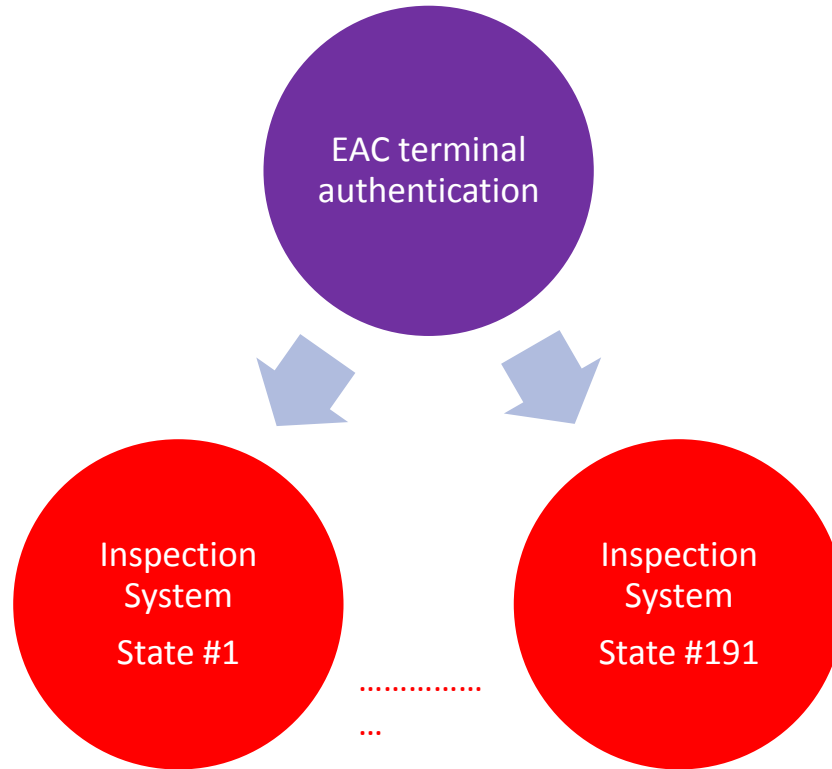 EAC terminal
authentication
Inspection
System
State #1
Inspection
System
State #191
……………
…